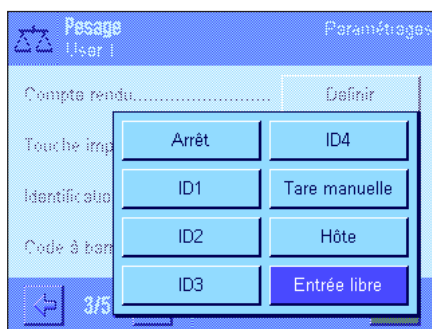 Pesage
User 1
Paramétrages
Compte rendu........................ Définir
Touche imp
Identificatio
Code à barr
Arrêt
ID4
ID1
Tare manuelle
ID2
Hôte
ID3
Entrée libre
3/5